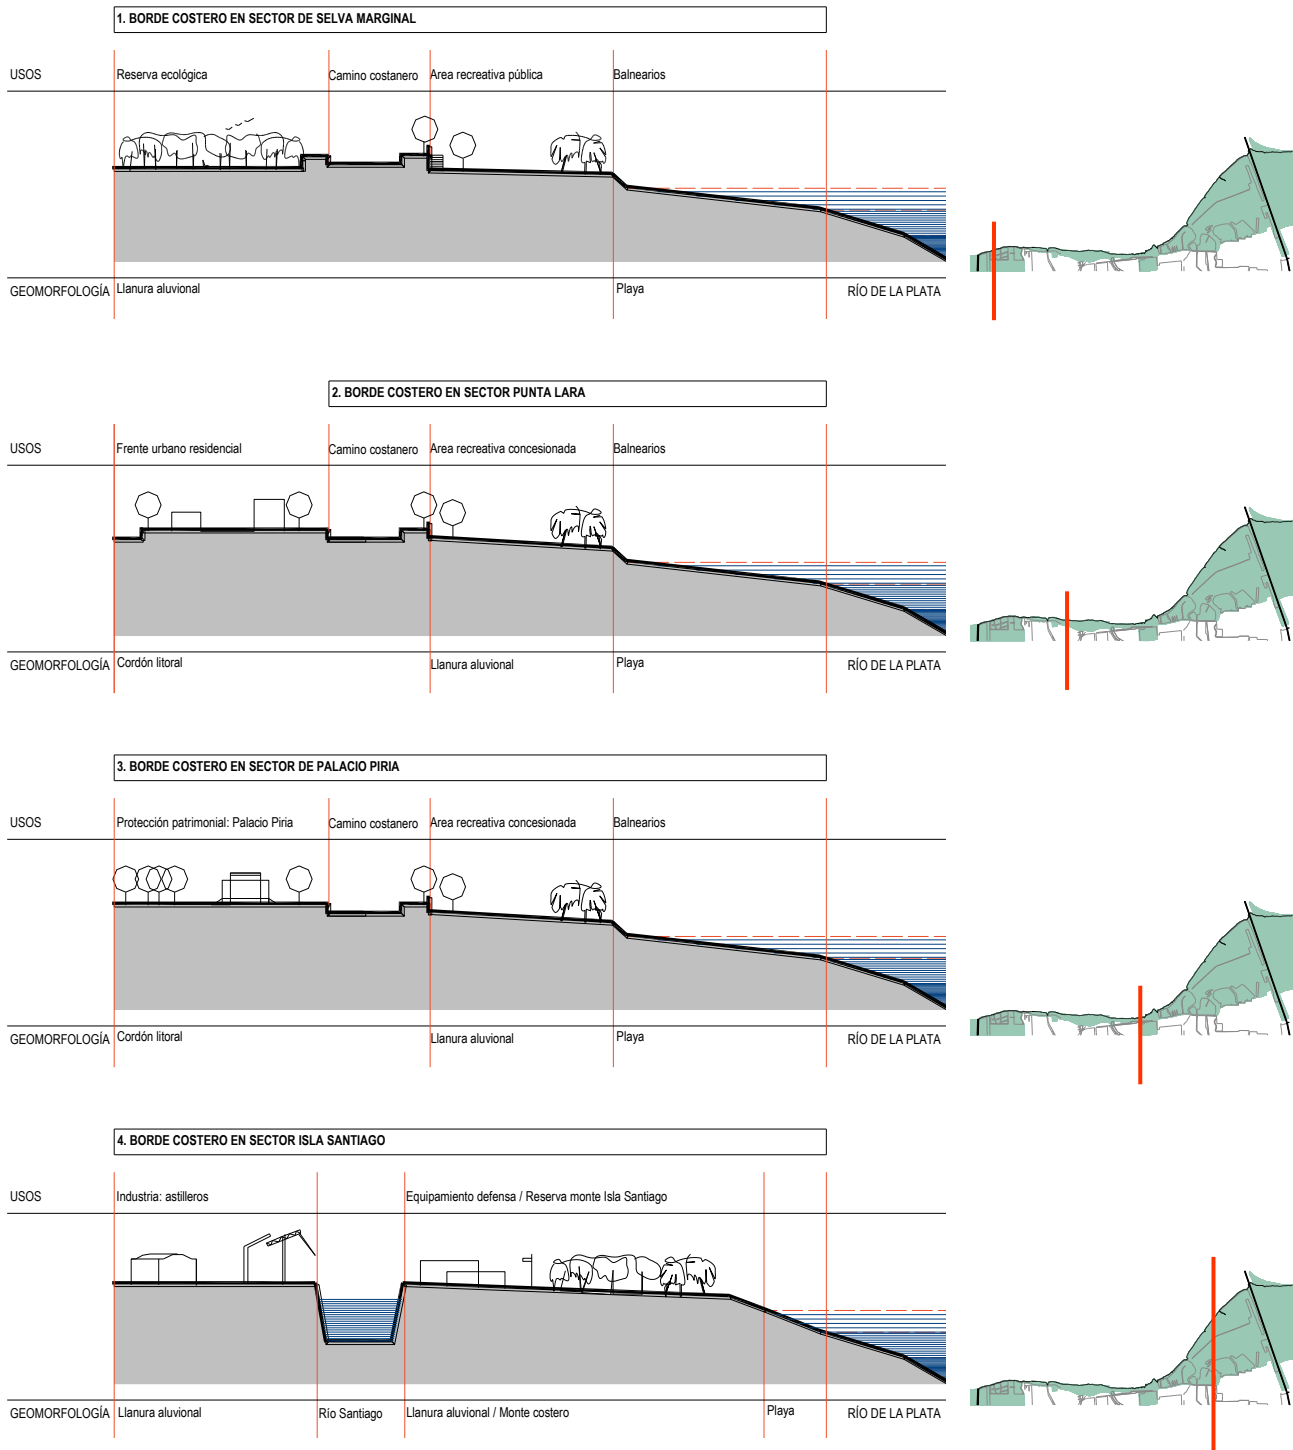 1. BORDE COSTERO EN SECTOR DE SELVA MARGINAL
USOS Reserva ecológica Camino costanero Area recreativa pública Balnearios
GEOMORFOLOGÍA Llanura aluvional Playa RÍO DE LA PLATA
2. BORDE COSTERO EN SECTOR PUNTA LARA
USOS Frente urbano residencial Camino costanero Area recreativa concesionada Balnearios
GEOMORFOLOGÍA Cordón litoral Llanura aluvional Playa RÍO DE LA PLATA
3. BORDE COSTERO EN SECTOR DE PALACIO PIRIA
USOS Protección patrimonial: Palacio Piria Camino costanero Area recreativa concesionada Balnearios
GEOMORFOLOGÍA Cordón litoral Llanura aluvional Playa RÍO DE LA PLATA
4. BORDE COSTERO EN SECTOR ISLA SANTIAGO
USOS Industria: astilleros Equipamiento defensa / Reserva monte Isla Santiago
GEOMORFOLOGÍA Llanura aluvional Río Santiago Llanura aluvional / Monte costero Playa RÍO DE LA PLATA